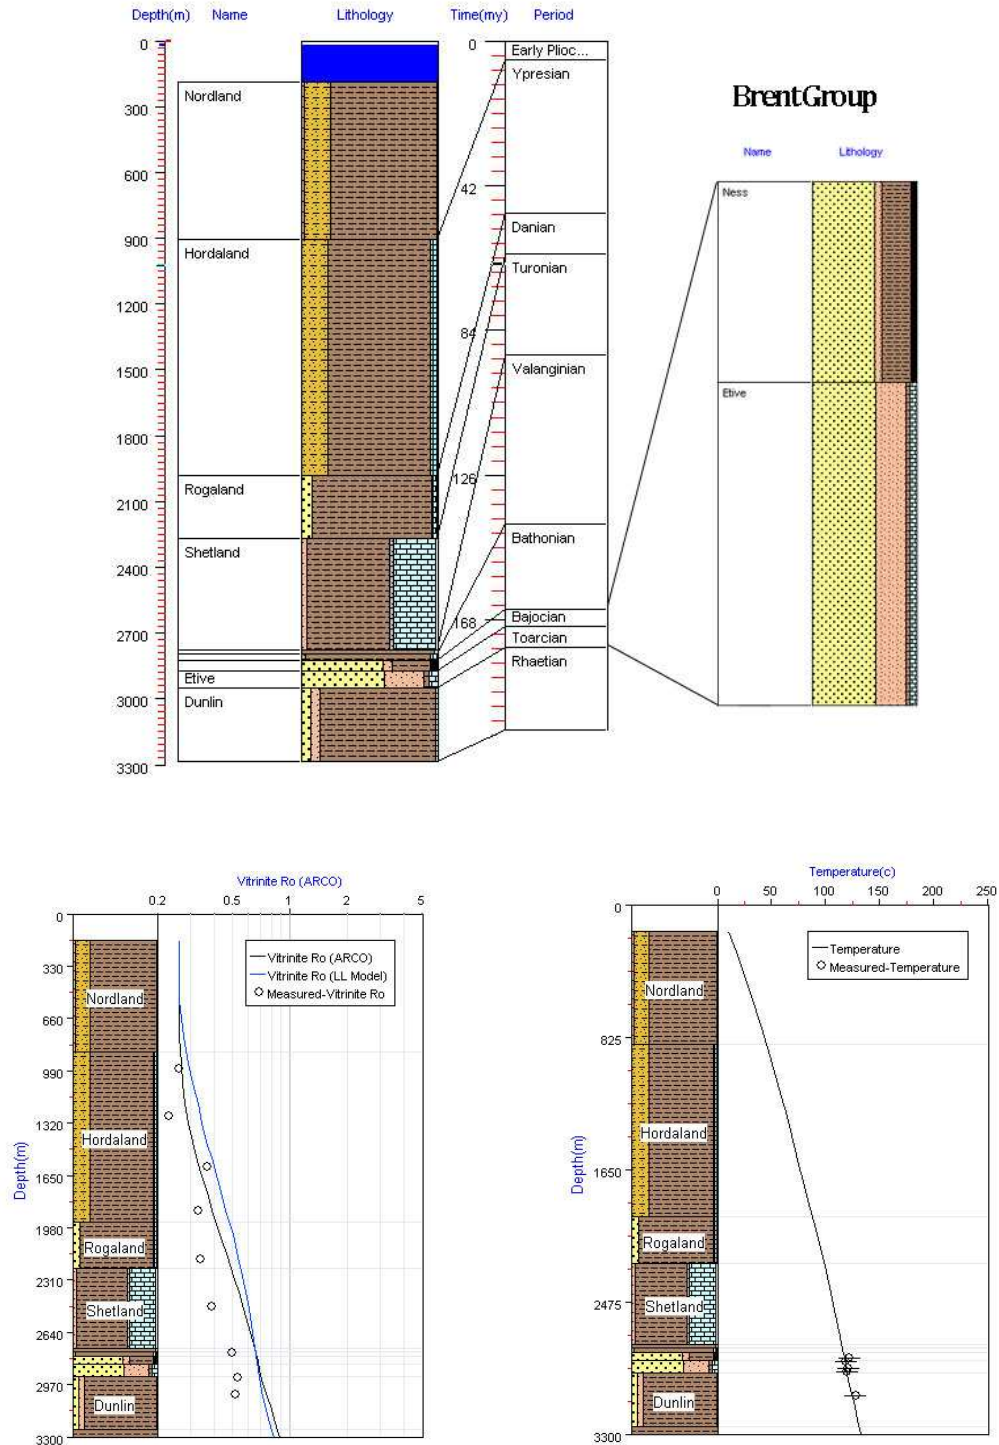 Depth(m) Name Lithology Time(my) Period
0
300
600
900
1200
1500
1800
2100
2400
2700
3000
3300
Nordland
Hordaland
Rogaland
Shetland
Etive
Dunlin
0
42
84
126
168
Early Plioc...
Ypresian
Danian
Turonian
Valanginian
Bathonian
Bajocian
Toarcian
Rhaetian
BrentGroup
Name Lithology
Ness
Etive
Vitrinite Ro (ARCO)
0.2 0.5 1 2 5
Depth(m)
0
330
660
990
1320
1650
1980
2310
2640
2970
3300
Nordland
Hordaland
Rogaland
Shetland
Dunlin
Vitrinite Ro (ARCO)
Vitrinite Ro (LL Model)
Measured-Vitrinite Ro
Temperature(c)
0 50 100 150 200 250
Depth(m)
0
825
1650
2475
3300
Nordland
Hordaland
Rogaland
Shetland
Dunlin
Temperature
Measured-Temperature